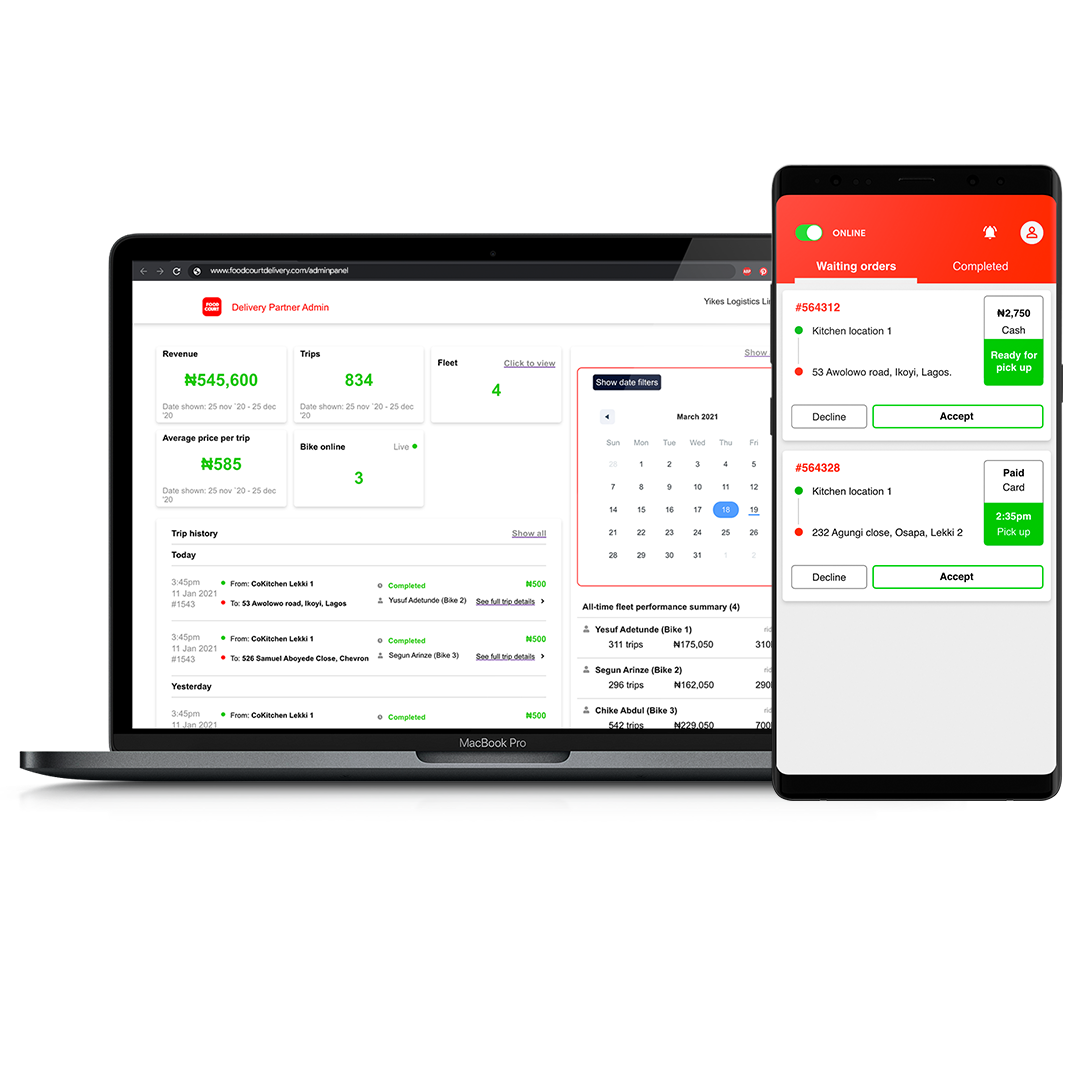 www.foodcourtdelivery.com/adminpanel
FOOD
COURT
Delivery Partner Admin
Yikes Logistics Li
Revenue
₦545,600
Date shown: 25 nov `20 - 25 dec
'20
Trips
834
Date shown: 25 nov `20 - 25 dec
'20
Fleet
Click to view
4
Average price per trip
₦585
Date shown: 25 nov `20 - 25 dec
'20
Bike online
Live
3
Trip history
Show all
Today
3:45pm
11 Jan 2021
#1543
From: CoKitchen Lekki 1
To: 53 Awolowo road, Ikoyi, Lagos
Completed
Yusuf Adetunde (Bike 2)
₦500
See full trip details
3:45pm
11 Jan 2021
#1543
From: CoKitchen Lekki 1
To: 526 Samuel Aboyede Close, Chevron
Completed
Segun Arinze (Bike 3)
₦500
See full trip details
Yesterday
3:45pm
11 Jan 2021
From: CoKitchen Lekki 1
Completed
₦500
Show
Show date filters
March 2021
Sun Mon Tue Wed Thu Fri
28 1 2 3 4 5
7 8 9 10 11 12
14 15 16 17 18 19
21 22 23 24 25 26
28 29 30 31 1 2
All-time fleet performance summary (4)
Yesuf Adetunde (Bike 1)
311 trips ₦175,050 310
Segun Arinze (Bike 2)
296 trips ₦162,050 290
Chike Abdul (Bike 3)
542 trips ₦229,050 700
MacBook Pro
ONLINE
Waiting orders
Completed
#564312
Kitchen location 1
53 Awolowo road, Ikoyi, Lagos.
₦2,750
Cash
Ready for
pick up
Decline
Accept
#564328
Kitchen location 1
232 Agungi close, Osapa, Lekki 2
Paid
Card
2:35pm
Pick up
Decline
Accept